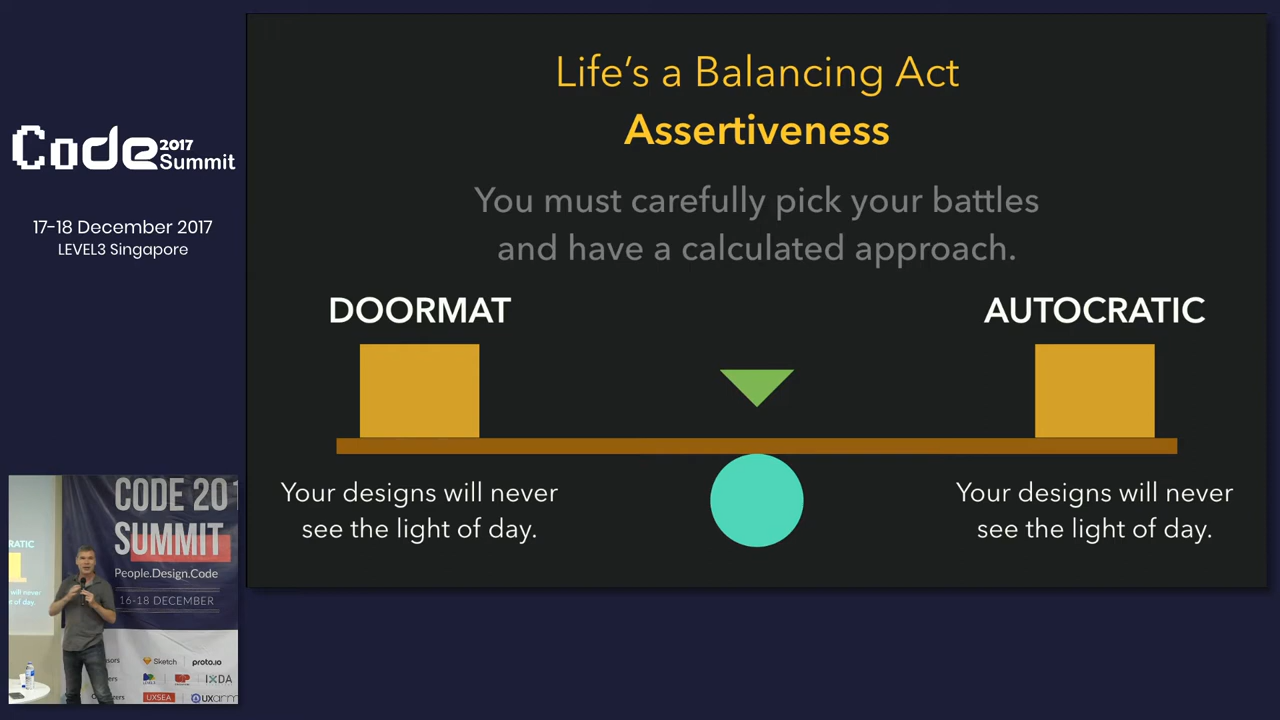 Code 2017 Summit
17–18 December 2017
LEVEL3 Singapore
Life's a Balancing Act
Assertiveness
You must carefully pick your battles
and have a calculated approach.
DOORMAT
AUTOCRATIC
Your designs will never
see the light of day.
Your designs will never
see the light of day.
CODE 201
SUMMIT
People.Design.Code
16-18 DECEMBER
Sketch
proto.io
IXDA
UXSEA
UXarm